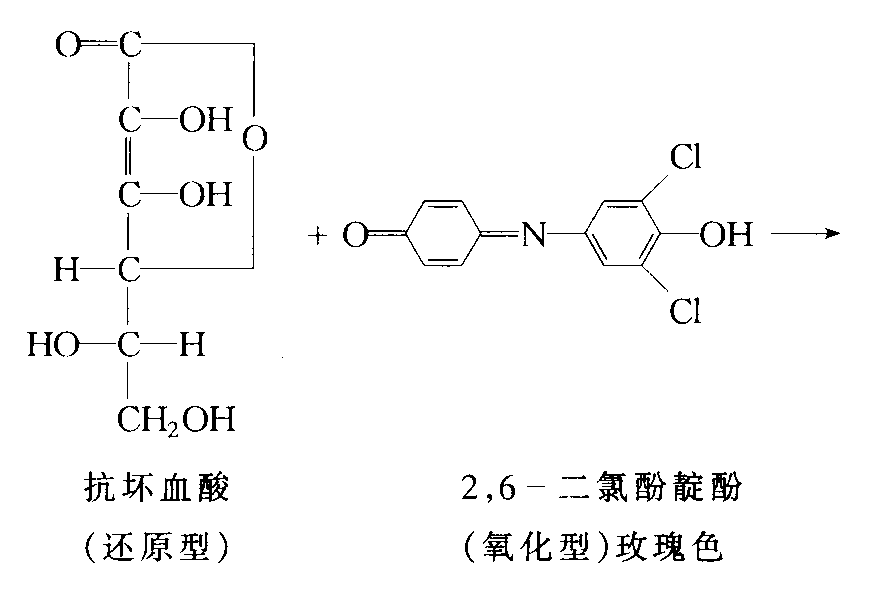 O=C
C—OH
O
C—OH
H—C
HO—C—H
CH₂OH
+
O= =N— —OH
Cl
Cl
抗坏血酸
(还原型)
2,6-二氯酚靛酚
(氧化型)玫瑰色